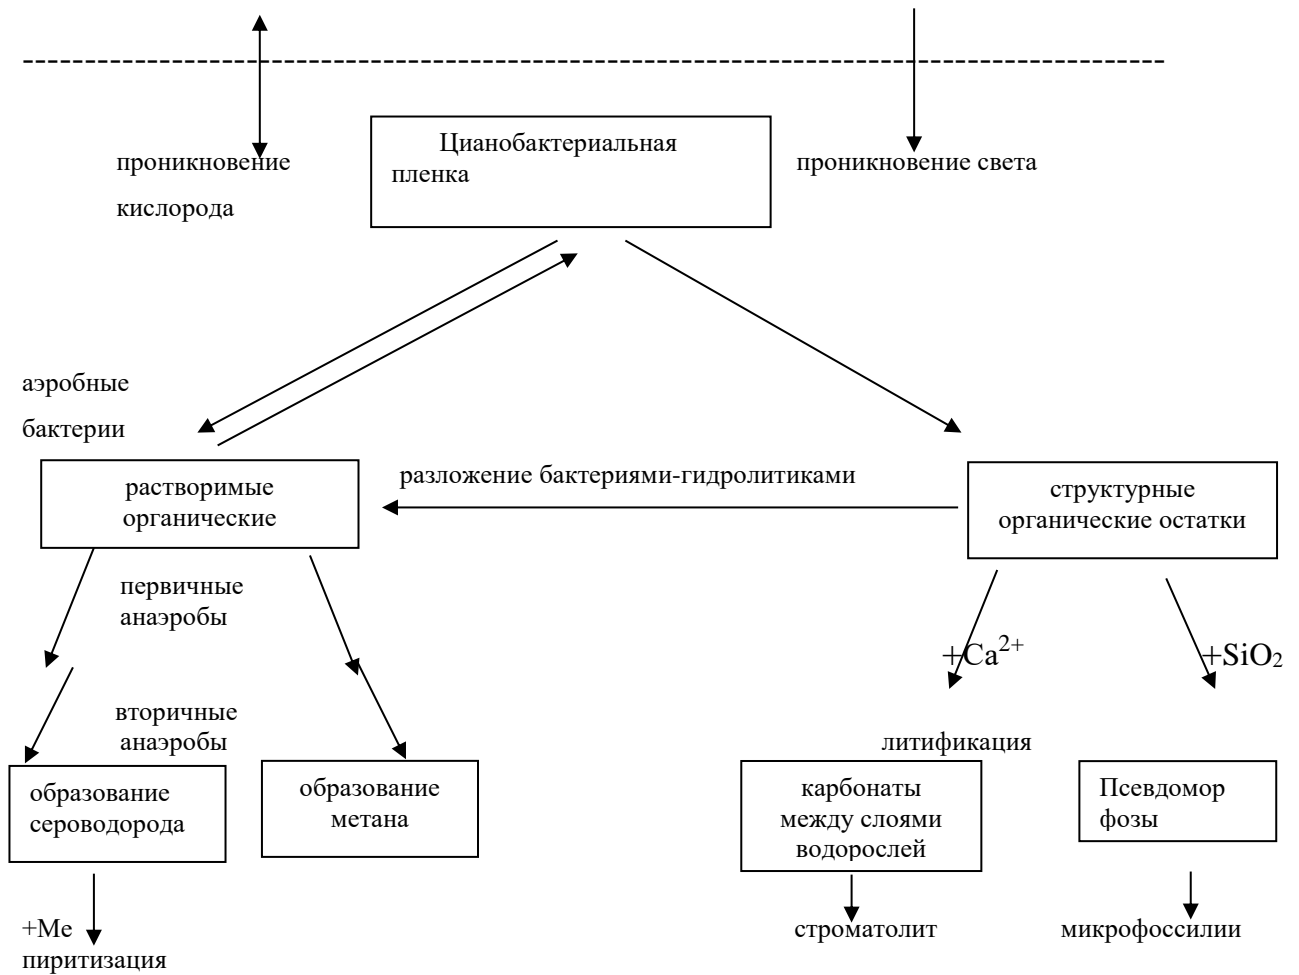 Цианобактериальная
пленка
проникновение
кислорода
проникновение света
аэробные
бактерии
разложение бактериями-гидролитиками
растворимые
органические
структурные
органические остатки
первичные
анаэробы
+Ca²⁺
+SiO₂
вторичные
анаэробы
литификация
образование
сероводорода
образование
метана
карбонаты
между слоями
водорослей
Псевдомор
фозы
+Ме
пиритизация
строматолит
микрофоссилии